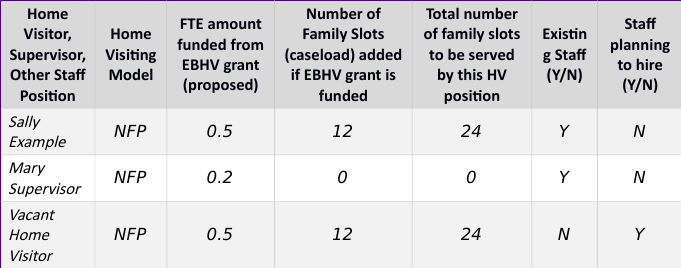 Home Visitor, Supervisor, Other Staff Position | Home Visiting Model | FTE amount funded from EBHV grant (proposed) | Number of Family Slots (caseload) added if EBHV grant is funded | Total number of family slots to be served by this HV position | Existing Staff (Y/N) | Staff planning to hire (Y/N)
Sally Example | NFP | 0.5 | 12 | 24 | Y | N
Mary Supervisor | NFP | 0.2 | 0 | 0 | Y | N
Vacant Home Visitor | NFP | 0.5 | 12 | 24 | N | Y